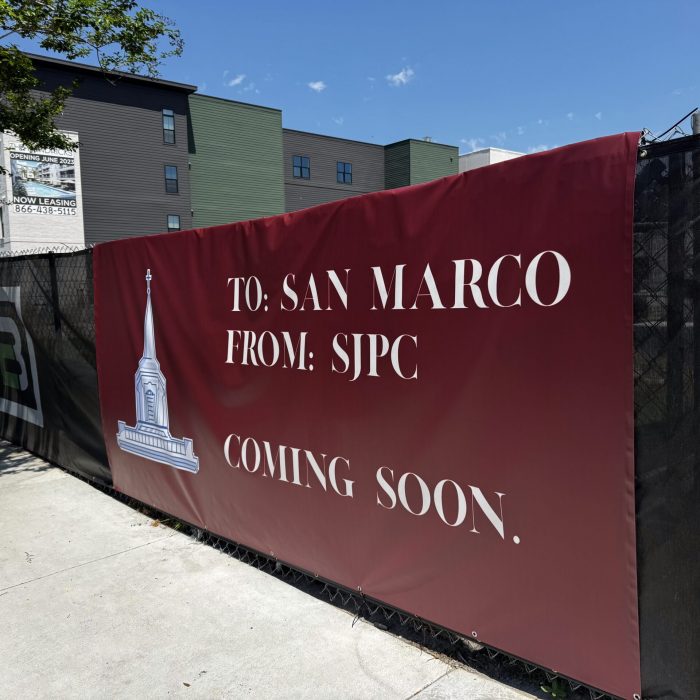 OPENING JUNE 2023
NOW LEASING
866-438-5115
TO: SAN MARCO
FROM: SJPC
COMING SOON.